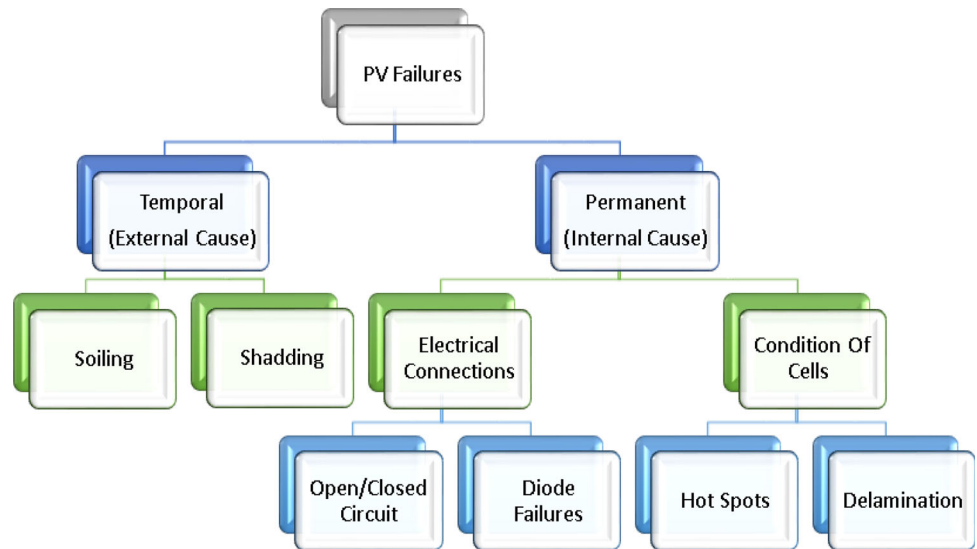 PV Failures
Temporal
(External Cause)
Permanent
(Internal Cause)
Soiling
Shadding
Electrical
Connections
Condition Of
Cells
Open/Closed
Circuit
Diode
Failures
Hot Spots
Delamination